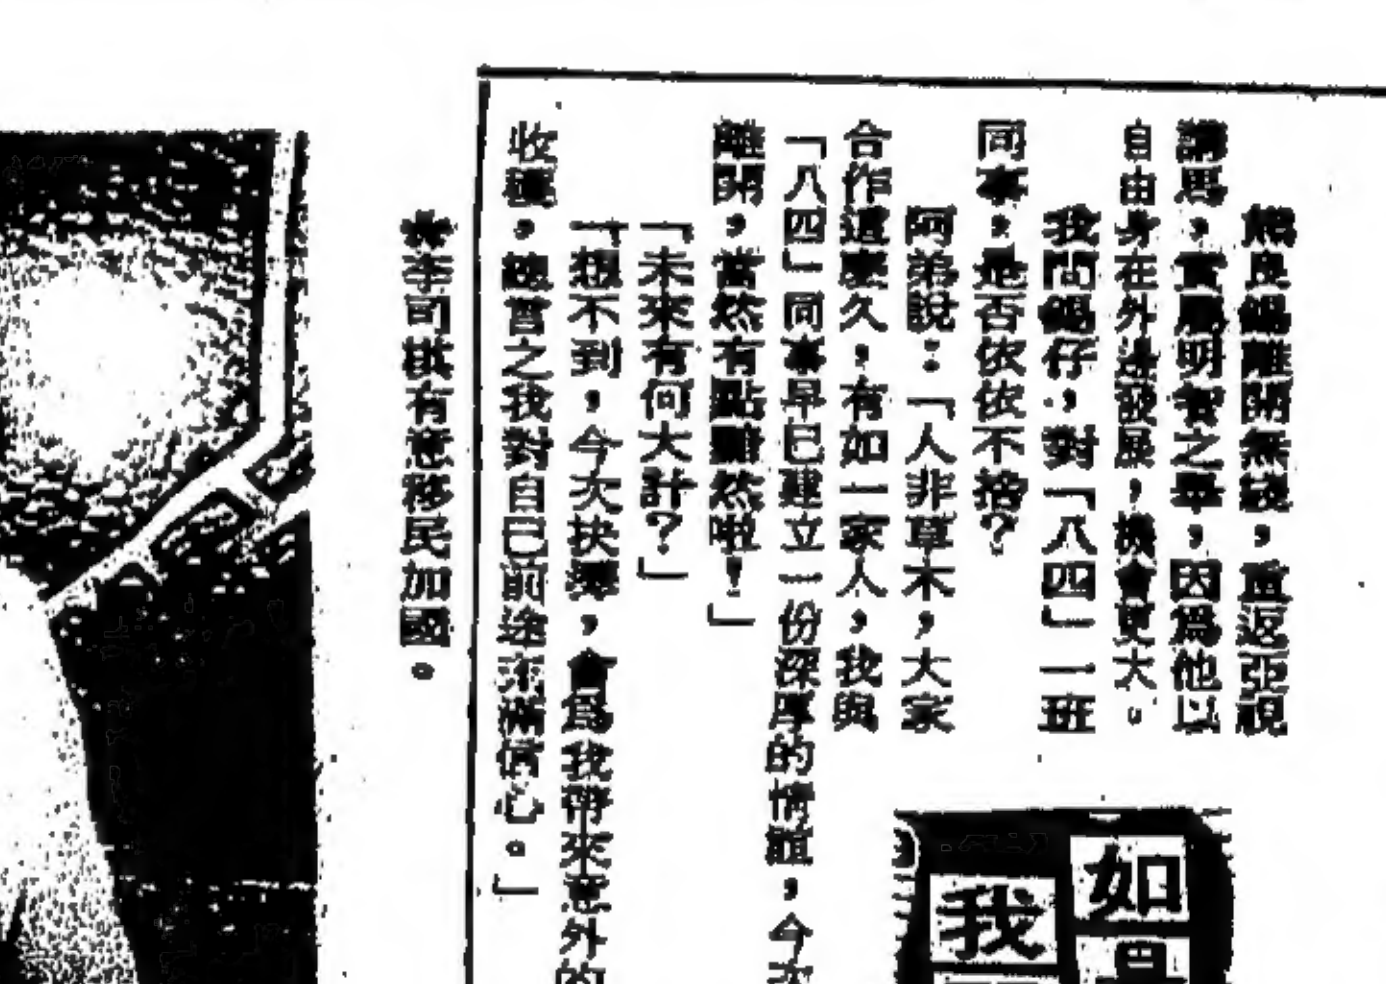 熊良錫離開無綫，重返亞視
講思，實屬明智之舉，因為他以
自由身在外邊發展，機會更大。
我問錫仔，對「八四」一班
同事，是否依依不捨？
阿弟說：「人非草木，大家
合作這麼久，有如一家人，我與
「八四」同事早已建立一份深厚的情誼，今次
離開，當然有點黯然啦！」
「未來有何大計？」
「想不到，今次抉擇，會為我帶來意外的
收穫，總言之我對自己前途充滿信心。」
李司棋有意移民加國。
如
我